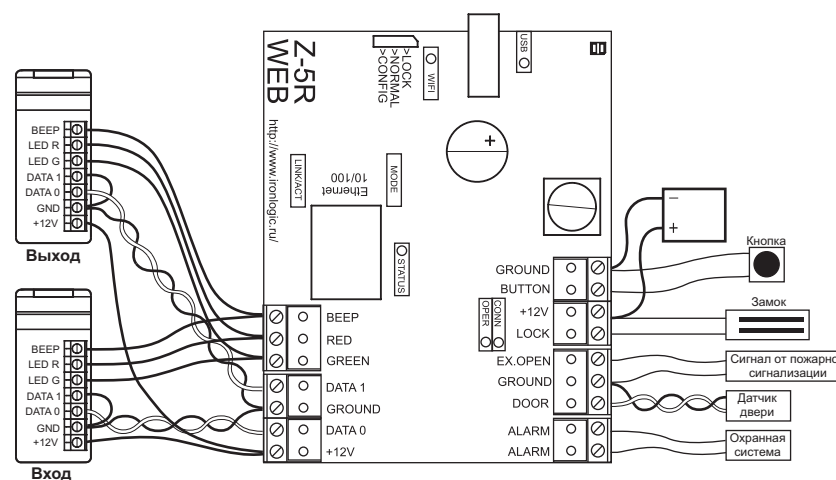 Z-5R
WEB
http://www.ironlogic.ru/
>LOCK
>NORMAL
>CONFIG
WIFI
USB
LINK/ACT
Ethernet
10/100
MODE
STATUS
CONN
OPER
BEEP
LED R
LED G
DATA 1
DATA 0
GND
+12V
Выход
BEEP
LED R
LED G
DATA 1
DATA 0
GND
+12V
Вход
BEEP
RED
GREEN
DATA 1
GROUND
DATA 0
+12V
GROUND
BUTTON
+12V
LOCK
EX.OPEN
GROUND
DOOR
ALARM
ALARM
+
−
+
Кнопка
Замок
Сигнал от пожарно
сигнализации
Датчик
двери
Охранная
система